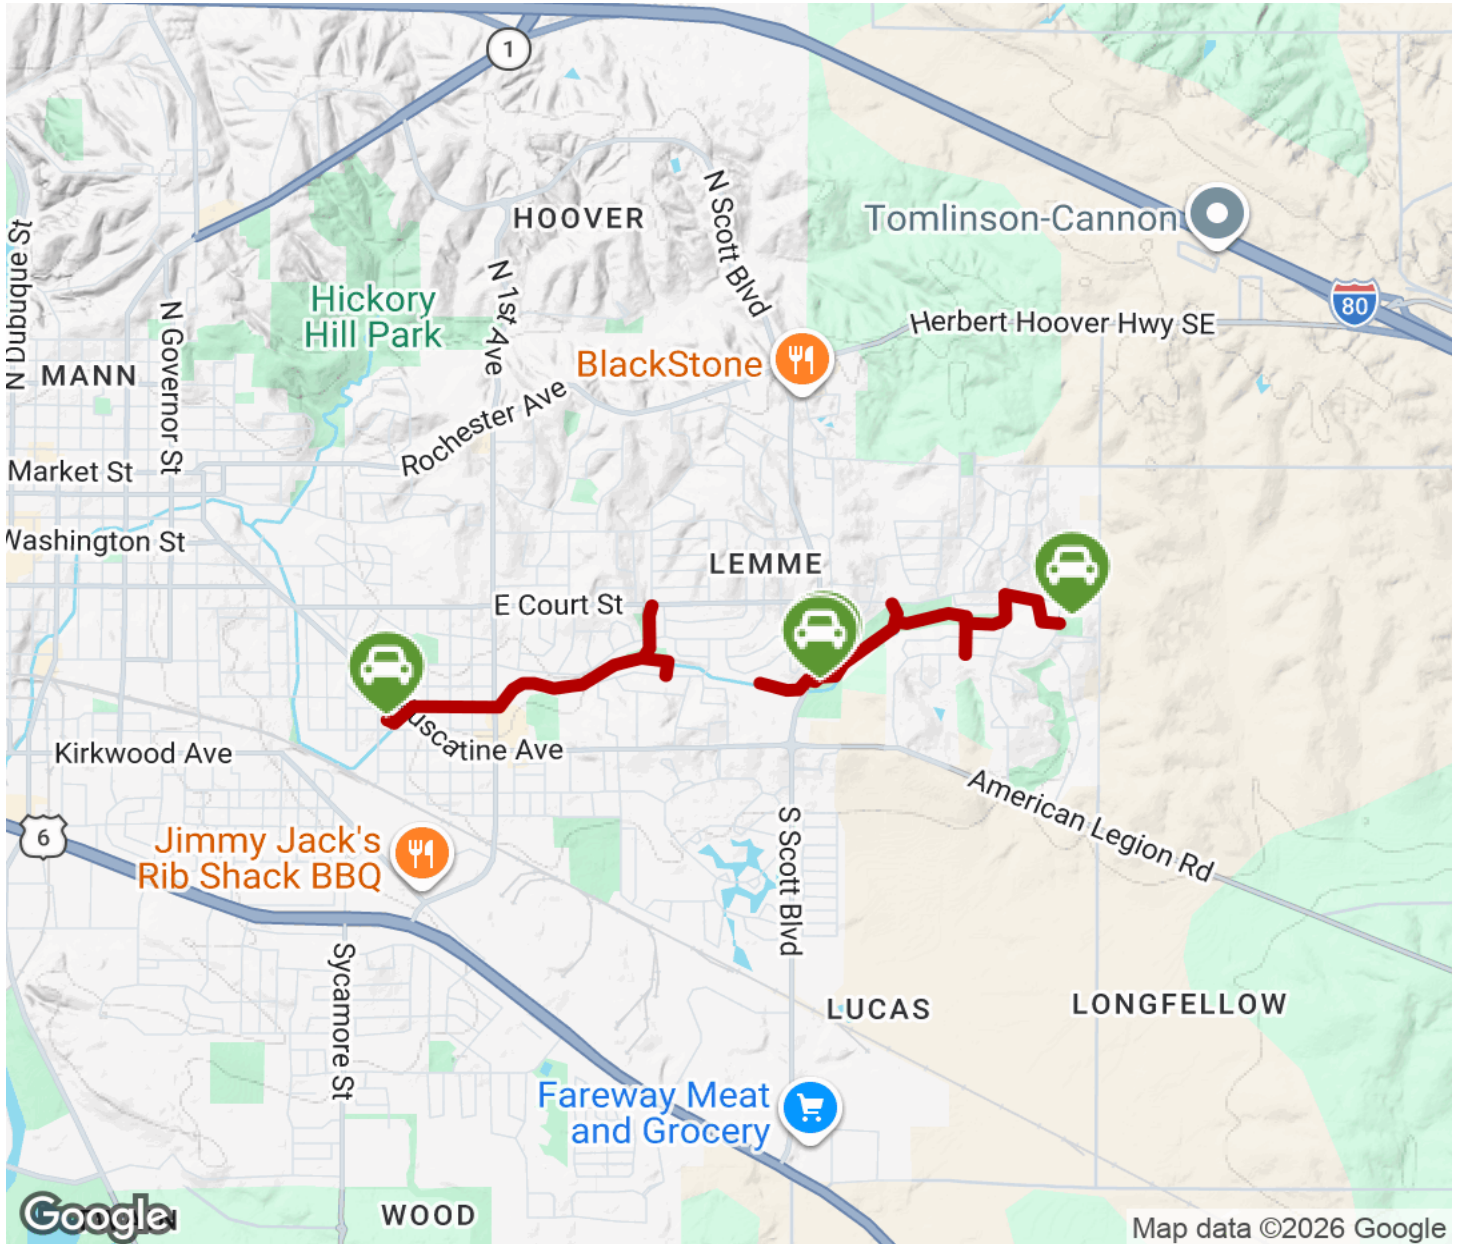 1
HOOVER
N Scott Blvd
Tomlinson-Cannon
80
N Dubuque St
N Governor St
Hickory
Hill Park
N 1st Ave
Herbert Hoover Hwy SE
BlackStone
MANN
Rochester Ave
Market St
Washington St
LEMME
E Court St
Muscatine Ave
Kirkwood Ave
American Legion Rd
6
Jimmy Jack's
Rib Shack BBQ
S Scott Blvd
Sycamore St
LUCAS
LONGFELLOW
Fareway Meat
and Grocery
WOOD
Google
Map data ©2026 Google